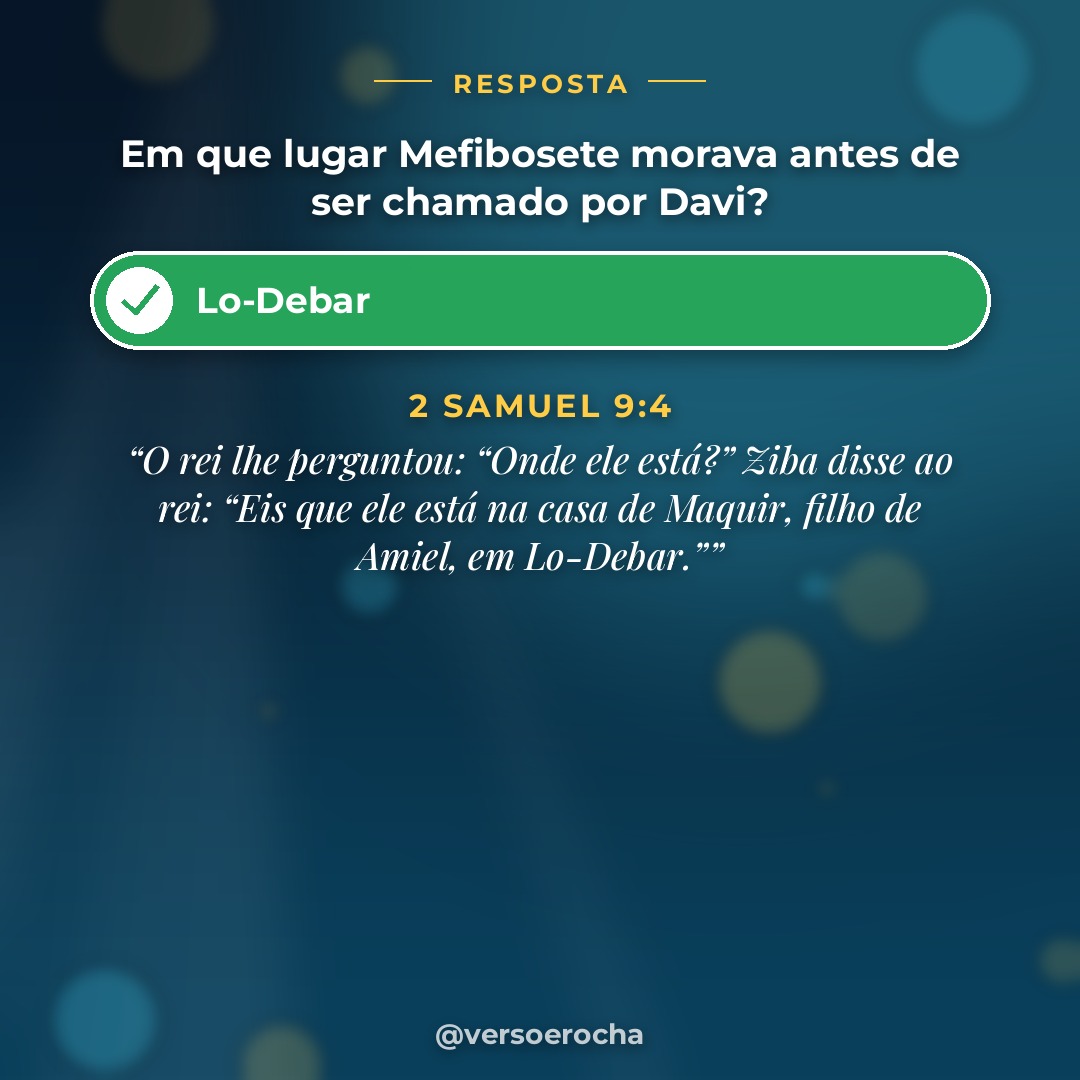 RESPOSTA
Em que lugar Mefibosete morava antes de
ser chamado por Davi?
Lo-Debar
2 SAMUEL 9:4
“O rei lhe perguntou: “Onde ele está?” Ziba disse ao
rei: “Eis que ele está na casa de Maquir, filho de
Amiel, em Lo-Debar.””
@versoerocha